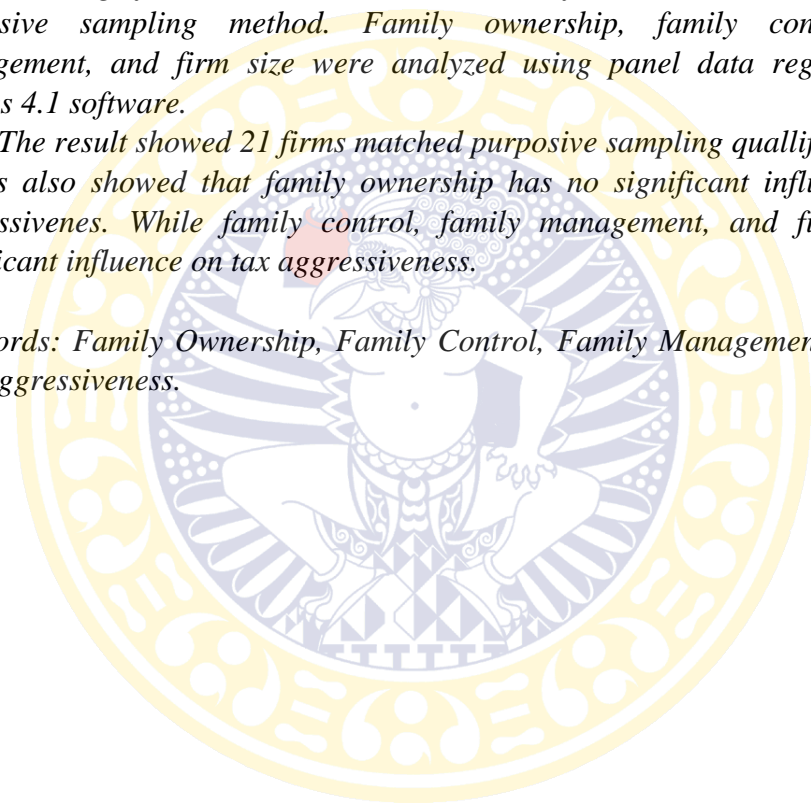 sive sampling method. Family ownership, family con
gement, and firm size were analyzed using panel data reg
s 4.1 software.
The result showed 21 firms matched purposive sampling quallif
s also showed that family ownership has no significant infl
ssivenes. While family control, family management, and fi
icant influence on tax aggressiveness.
ords: Family Ownership, Family Control, Family Managemen
ggressiveness.